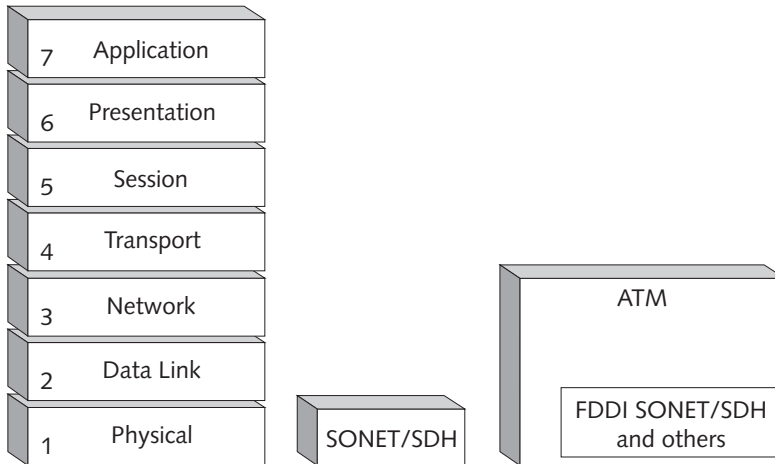 7 Application
6 Presentation
5 Session
4 Transport
3 Network
2 Data Link
1 Physical
SONET/SDH
ATM
FDDI SONET/SDH
and others